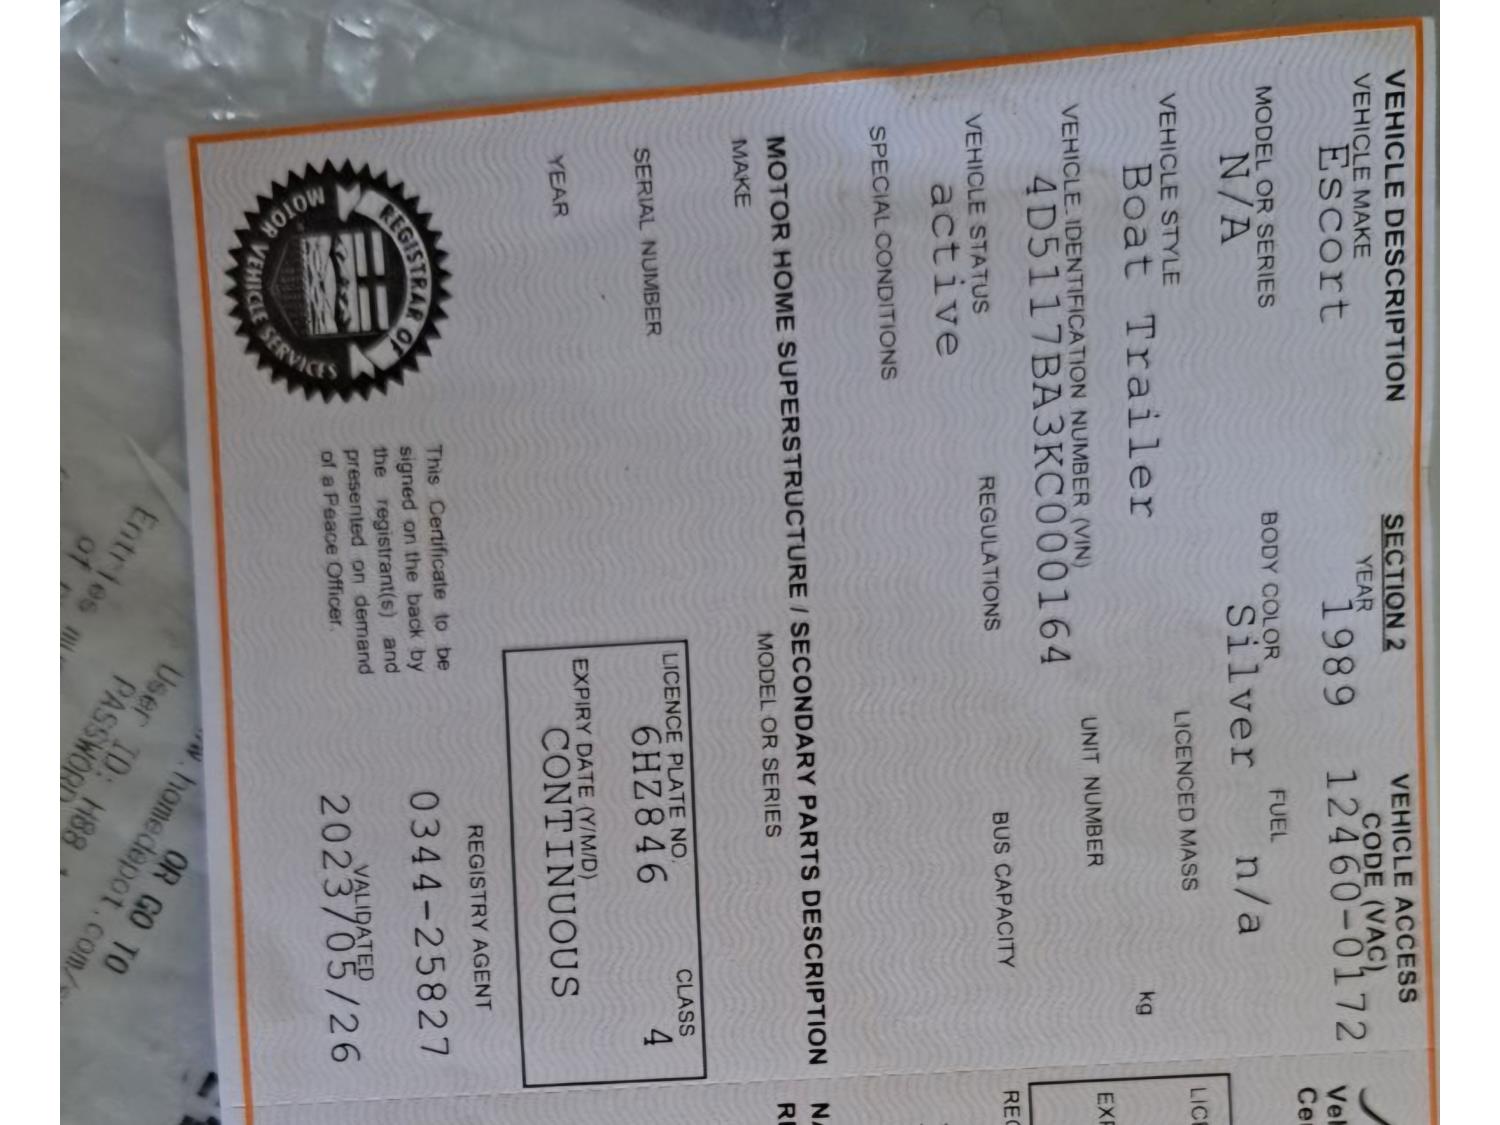 VEHICLE DESCRIPTION SECTION 2 VEHICLE ACCESS CODE (VAC)
VEHICLE MAKE YEAR
Escort 1989 12460-0172
MODEL OR SERIES BODY COLOR FUEL
N/A Silver n/a
VEHICLE STYLE LICENCED MASS
Boat Trailer kg
VEHICLE IDENTIFICATION NUMBER (VIN) UNIT NUMBER
4D5117BA3KC000164
VEHICLE STATUS REGULATIONS BUS CAPACITY
active
SPECIAL CONDITIONS
MOTOR HOME SUPERSTRUCTURE / SECONDARY PARTS DESCRIPTION
MAKE MODEL OR SERIES
SERIAL NUMBER
YEAR
LICENCE PLATE NO. CLASS
6HZ846 4
EXPIRY DATE (Y/M/D)
CONTINUOUS
REGISTRAR OF
MOTOR VEHICLE SERVICES
This Certificate to be
signed on the back by
the registrant(s) and
presented on demand
of a Peace Officer.
REGISTRY AGENT
0344-25827
VALIDATED
2023/05/26
OR GO TO
.homedepot.com/
User ID: H88
PASSWORD
Entries
of